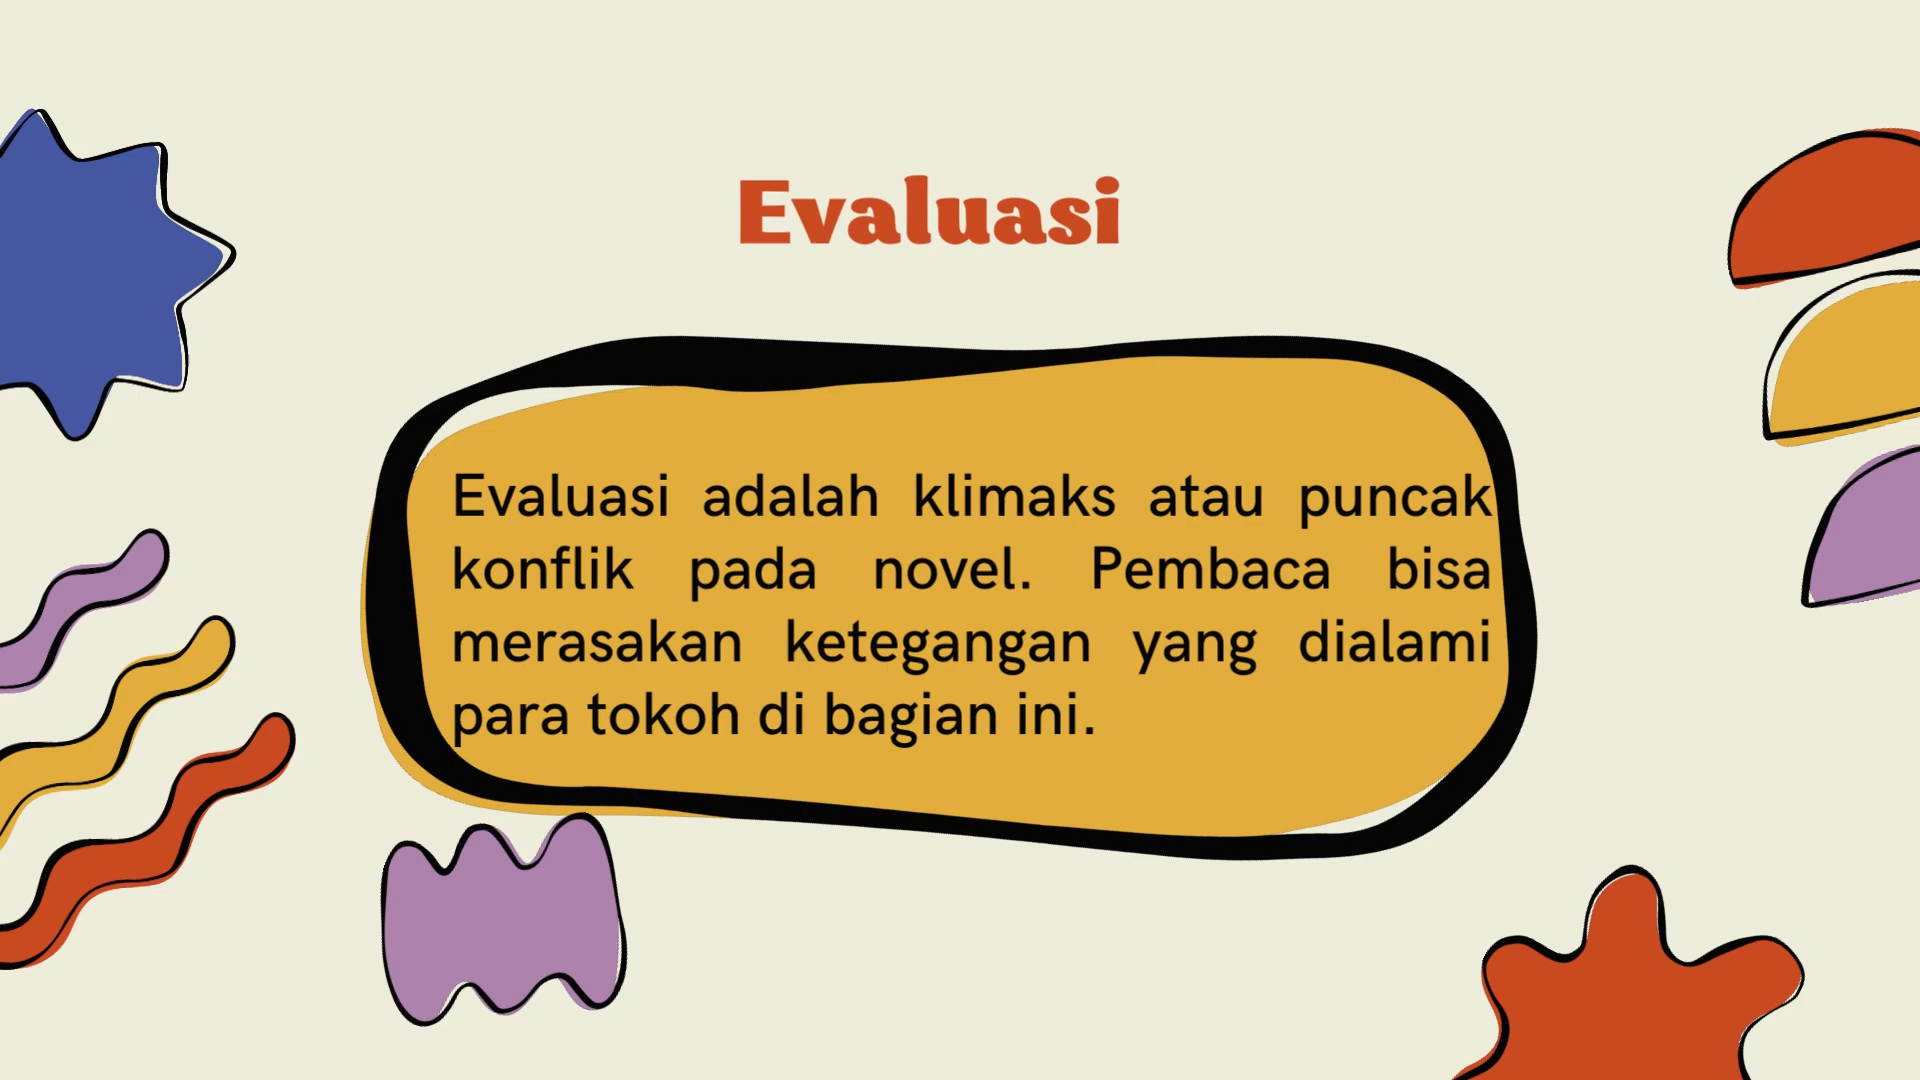 Evaluasi
Evaluasi adalah klimaks atau puncak
konflik pada novel. Pembaca bisa
merasakan ketegangan yang dialami
para tokoh di bagian ini.